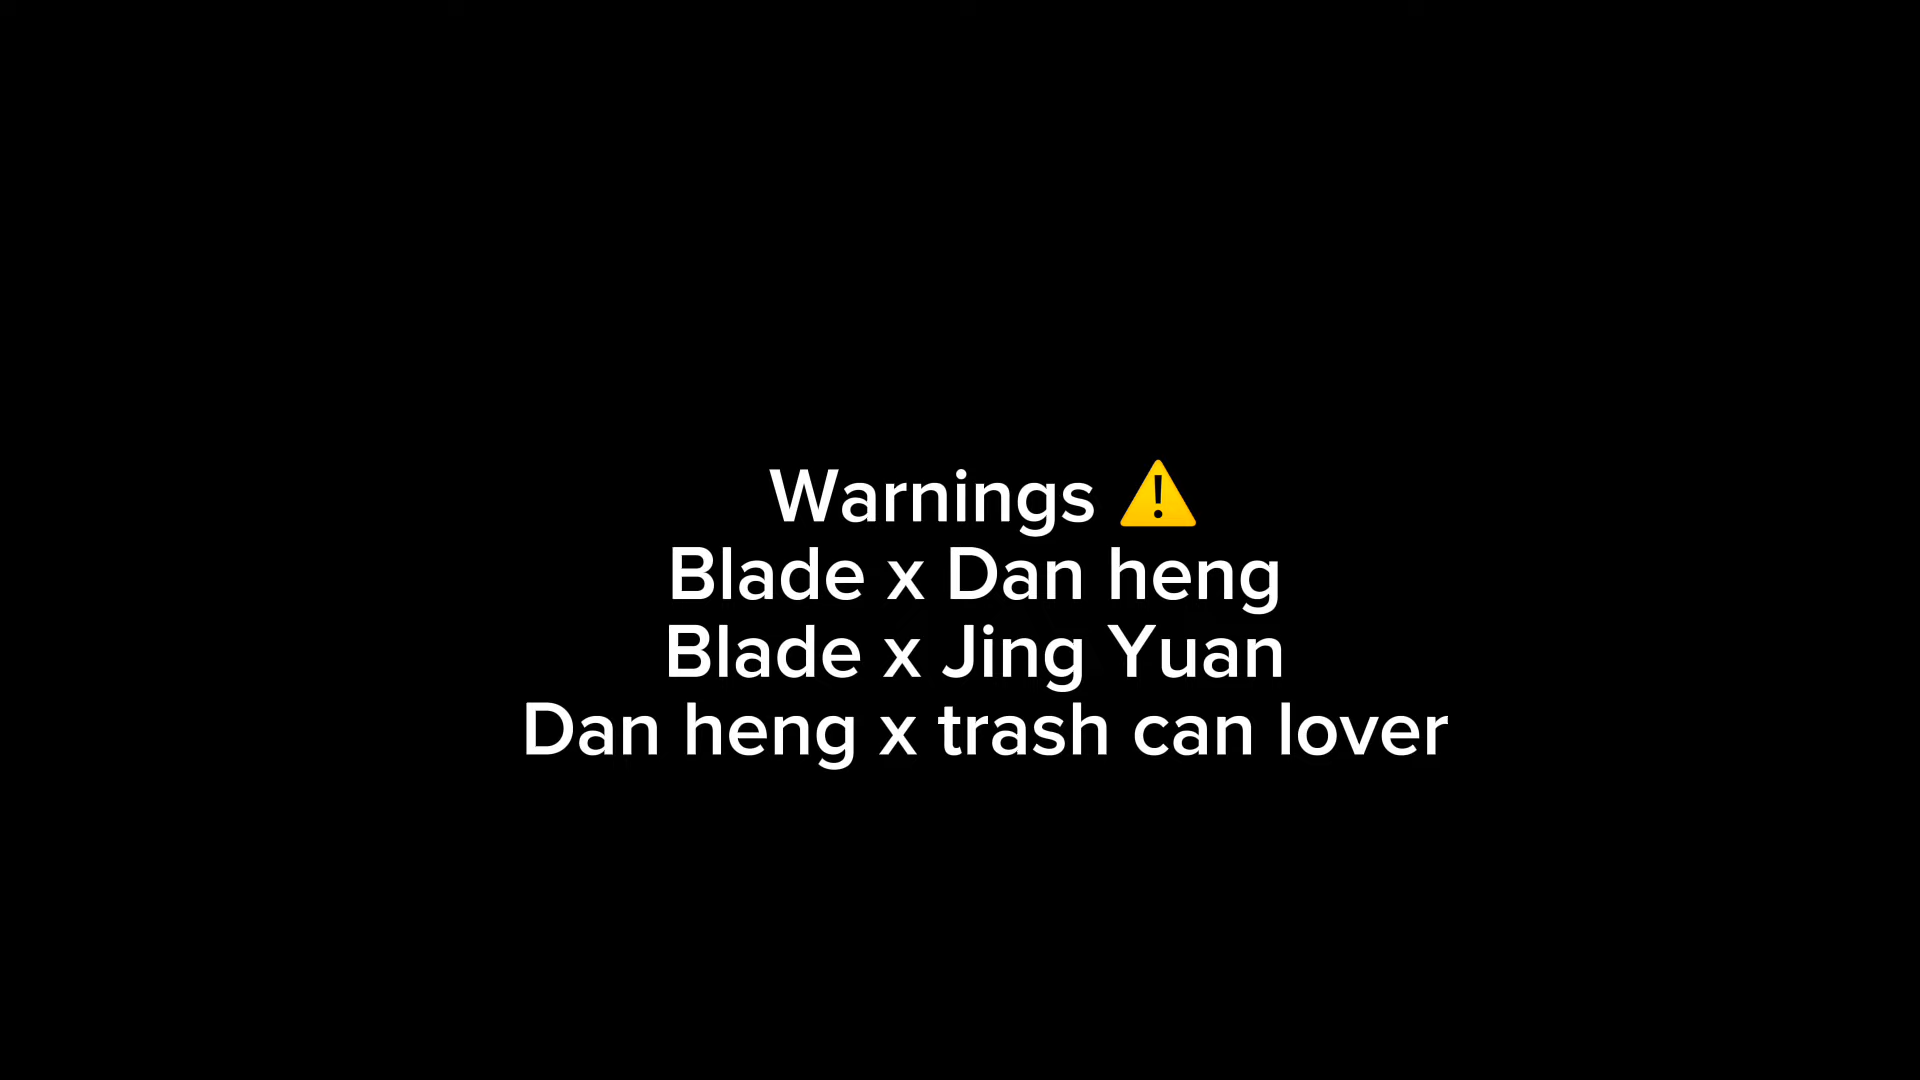 Warnings ⚠️
Blade x Dan heng
Blade x Jing Yuan
Dan heng x trash can lover